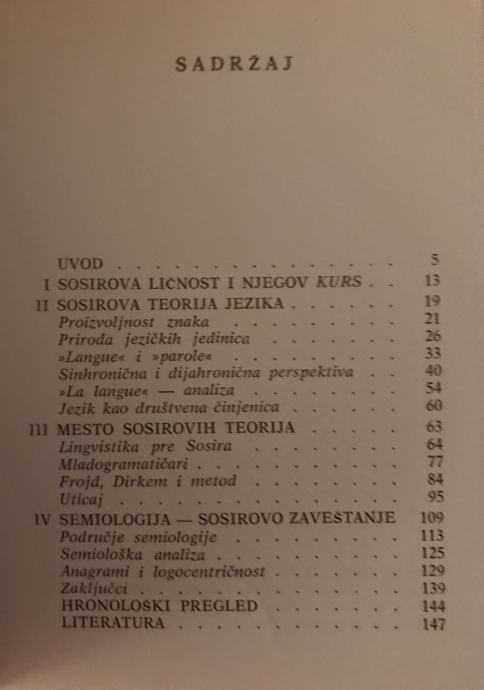 SADRŽAJ
UVOD . . . . . . . . . . . . . . . . 5
I SOSIROVA LIČNOST I NJEGOV KURS . . 13
II SOSIROVA TEORIJA JEZIKA . . . . . . 19
Proizvoljnost znaka . . . . . . . . . 21
Priroda jezičkih jedinica . . . . . . . . 26
»Langue« i »parole« . . . . . . . . . 33
Sinhronična i dijahronična perspektiva . . . 40
»La langue« — analiza . . . . . . . . 54
Jezik kao društvena činjenica . . . . . . 60
III MESTO SOSIROVIH TEORIJA . . . . . 63
Lingvistika pre Sosira . . . . . . . . 64
Mladogramatičari . . . . . . . . . . 77
Frojd, Dirkem i metod . . . . . . . . 84
Uticaj . . . . . . . . . . . . . . 95
IV SEMIOLOGIJA — SOSIROVO ZAVEŠTANJE 109
Područje semiologije . . . . . . . . . 113
Semiološka analiza . . . . . . . . . 125
Anagrami i logocentričnost . . . . . . . 129
Zaključci . . . . . . . . . . . . . 139
HRONOLOŠKI PREGLED . . . . . . . 144
LITERATURA . . . . . . . . . . . . 147